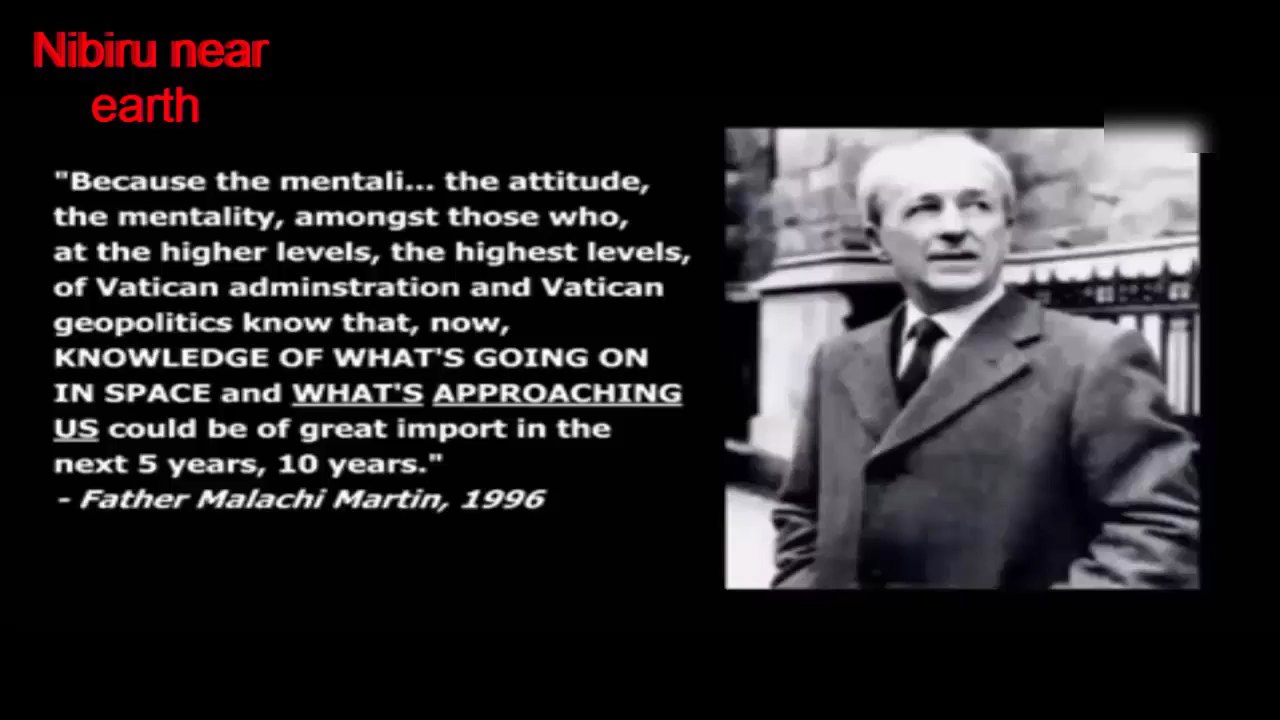 Nibiru near
earth
"Because the mentali... the attitude,
the mentality, amongst those who,
at the higher levels, the highest levels,
of Vatican adminstration and Vatican
geopolitics know that, now,
KNOWLEDGE OF WHAT'S GOING ON
IN SPACE and WHAT'S APPROACHING
US could be of great import in the
next 5 years, 10 years."
- Father Malachi Martin, 1996